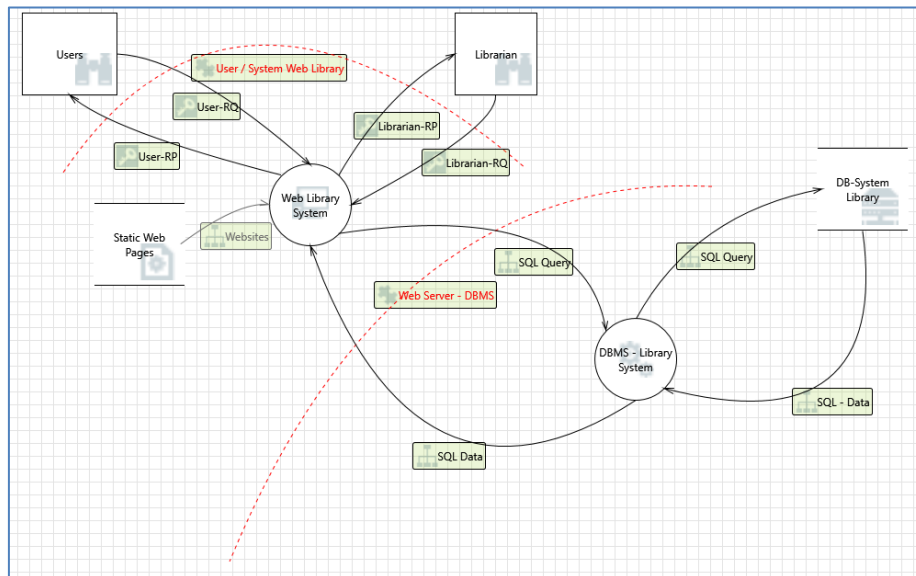 Users
Librarian
User / System Web Library
User-RQ
Librarian-RP
User-RP
Librarian-RQ
Web Library
System
DB-System
Library
Static Web
Pages
Websites
SQL Query
SQL Query
Web Server - DBMS
DBMS - Library
System
SQL - Data
SQL Data